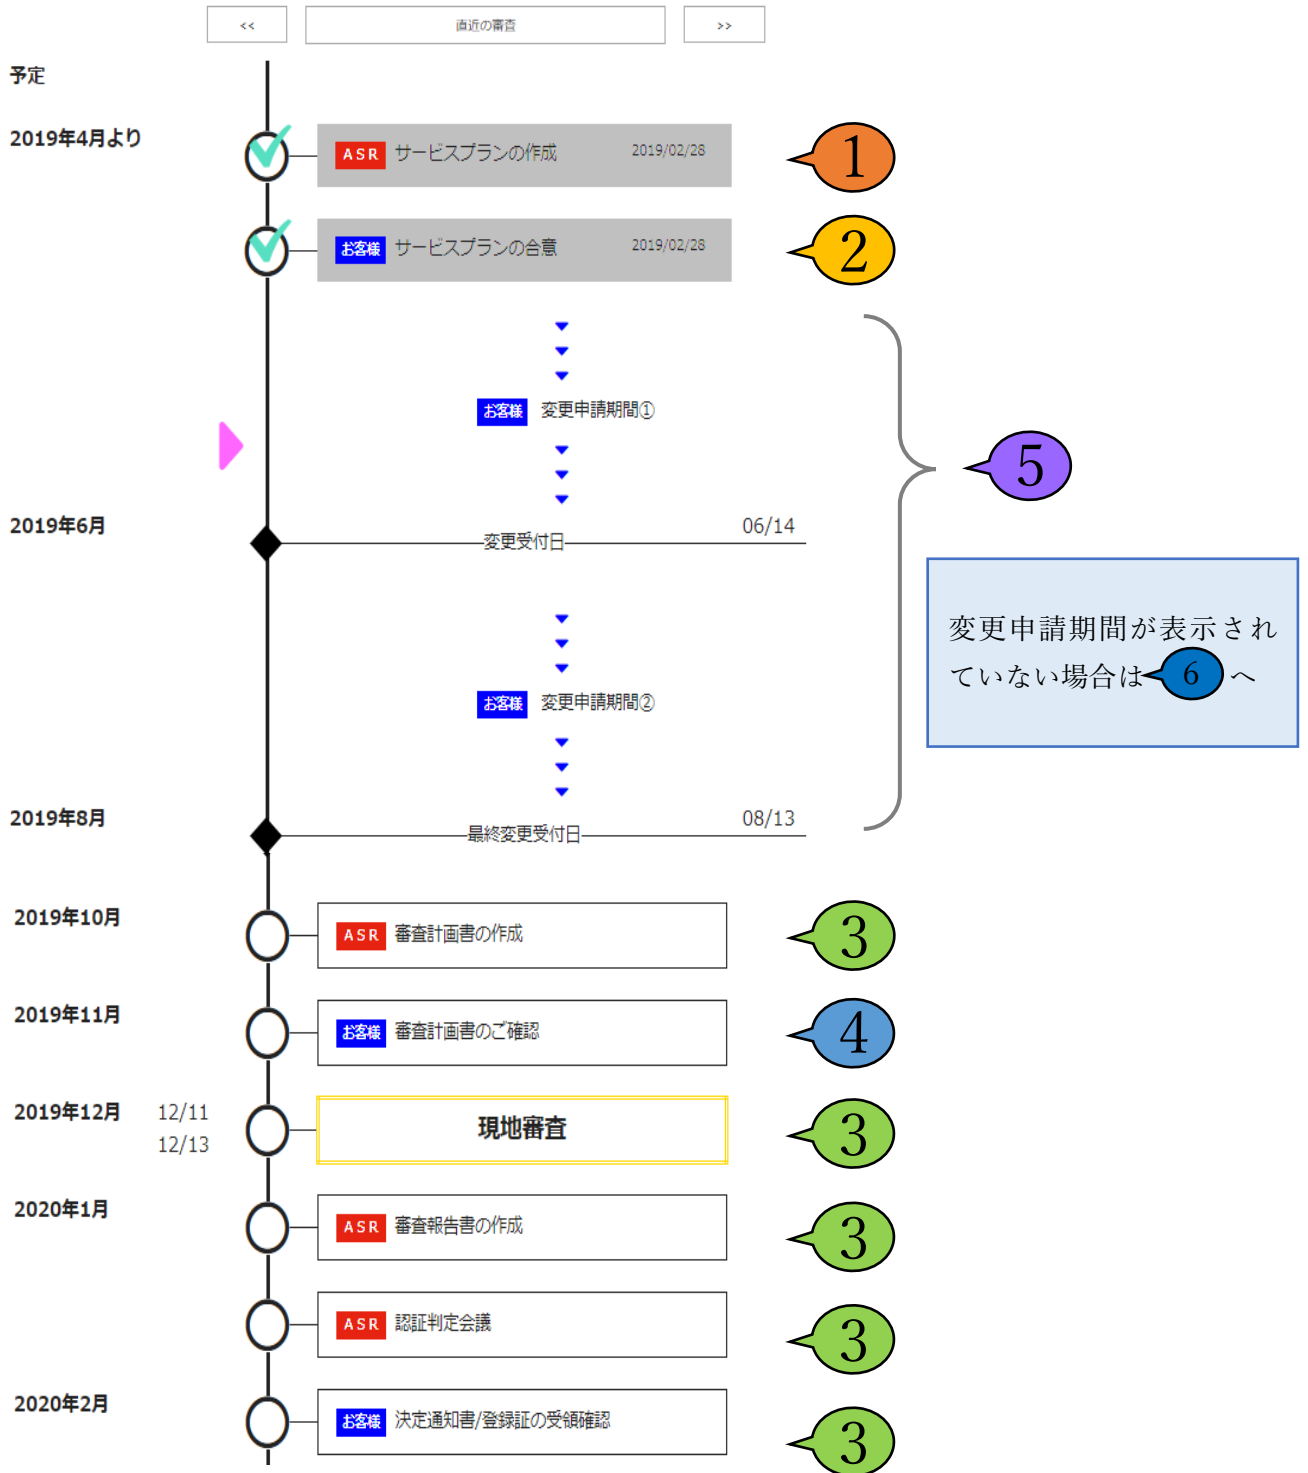 << 直近の審査 >>
予定
2019年4月より
ASR サービスプランの作成 2019/02/28
1
お客様 サービスプランの合意 2019/02/28
2
お客様 変更申請期間①
5
2019年6月
変更受付日 06/14
変更申請期間が表示され
ていない場合は 6 へ
お客様 変更申請期間②
2019年8月
最終変更受付日 08/13
2019年10月
ASR 審査計画書の作成
3
2019年11月
お客様 審査計画書のご確認
4
2019年12月 12/11
12/13
現地審査
3
2020年1月
ASR 審査報告書の作成
3
ASR 認証判定会議
3
2020年2月
お客様 決定通知書/登録証の受領確認
3